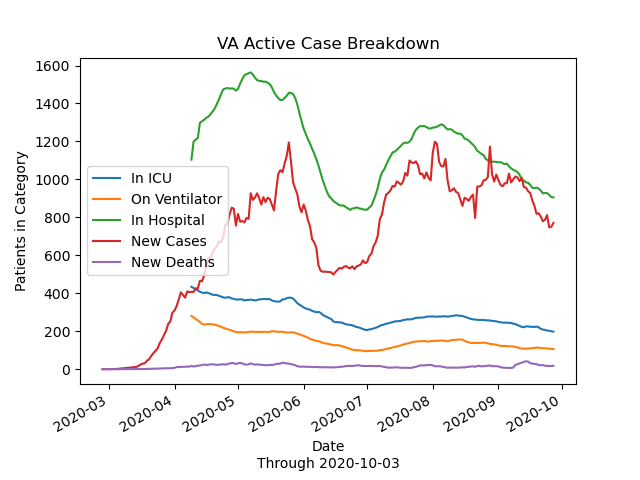 VA Active Case Breakdown
Patients in Category
1600
1400
1200
1000
800
600
400
200
0
In ICU
On Ventilator
In Hospital
New Cases
New Deaths
2020-03
2020-04
2020-05
2020-06
2020-07
2020-08
2020-09
2020-10
Date
Through 2020-10-03